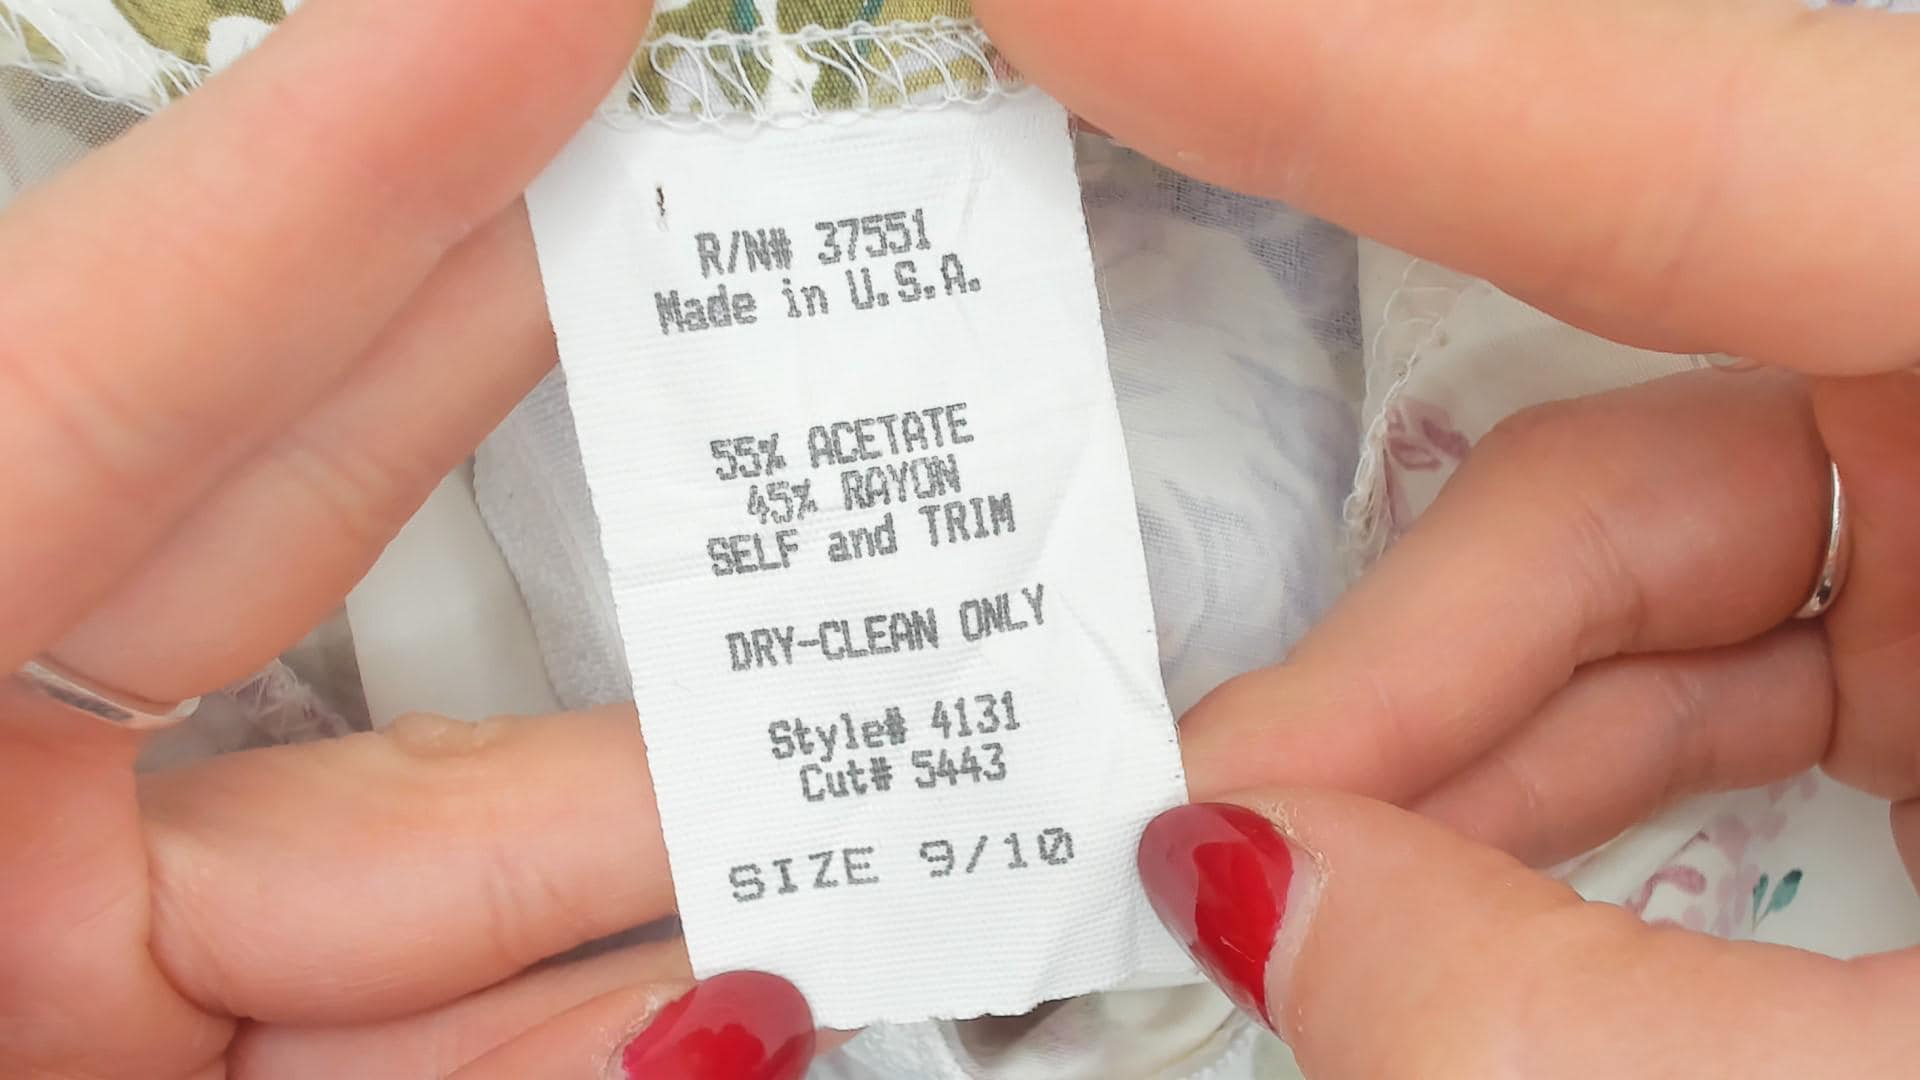 R/N# 37551
Made in U.S.A.
55% ACETATE
45% RAYON
SELF and TRIM
DRY-CLEAN ONLY
Style# 4131
Cut# 5443
SIZE 9/10